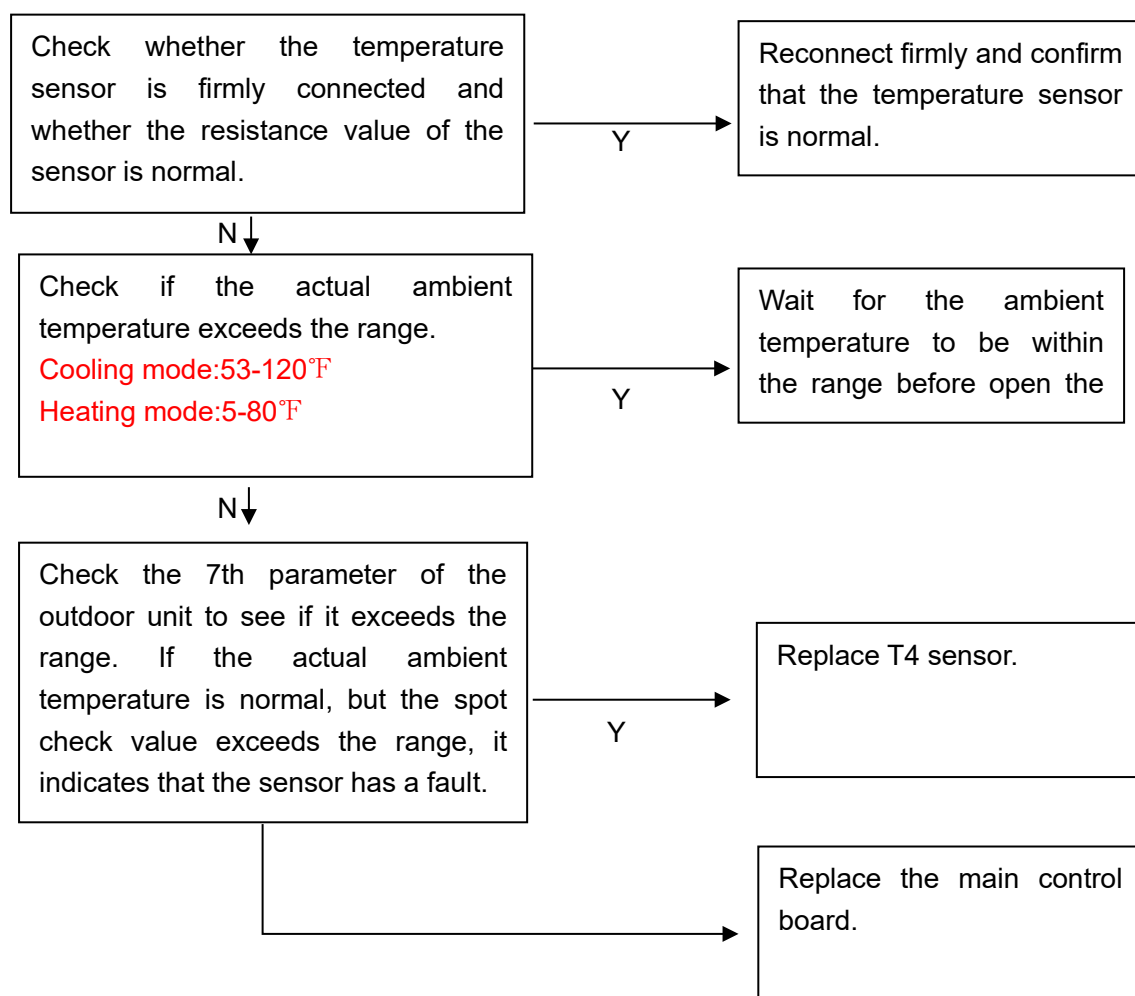 Check whether the temperature
sensor is firmly connected and
whether the resistance value of the
sensor is normal.
Y
Reconnect firmly and confirm
that the temperature sensor
is normal.
N
Check if the actual ambient
temperature exceeds the range.
Cooling mode:53-120℉
Heating mode:5-80℉
Y
Wait for the ambient
temperature to be within
the range before open the
N
Check the 7th parameter of the
outdoor unit to see if it exceeds the
range. If the actual ambient
temperature is normal, but the spot
check value exceeds the range, it
indicates that the sensor has a fault.
Y
Replace T4 sensor.
Replace the main control
board.